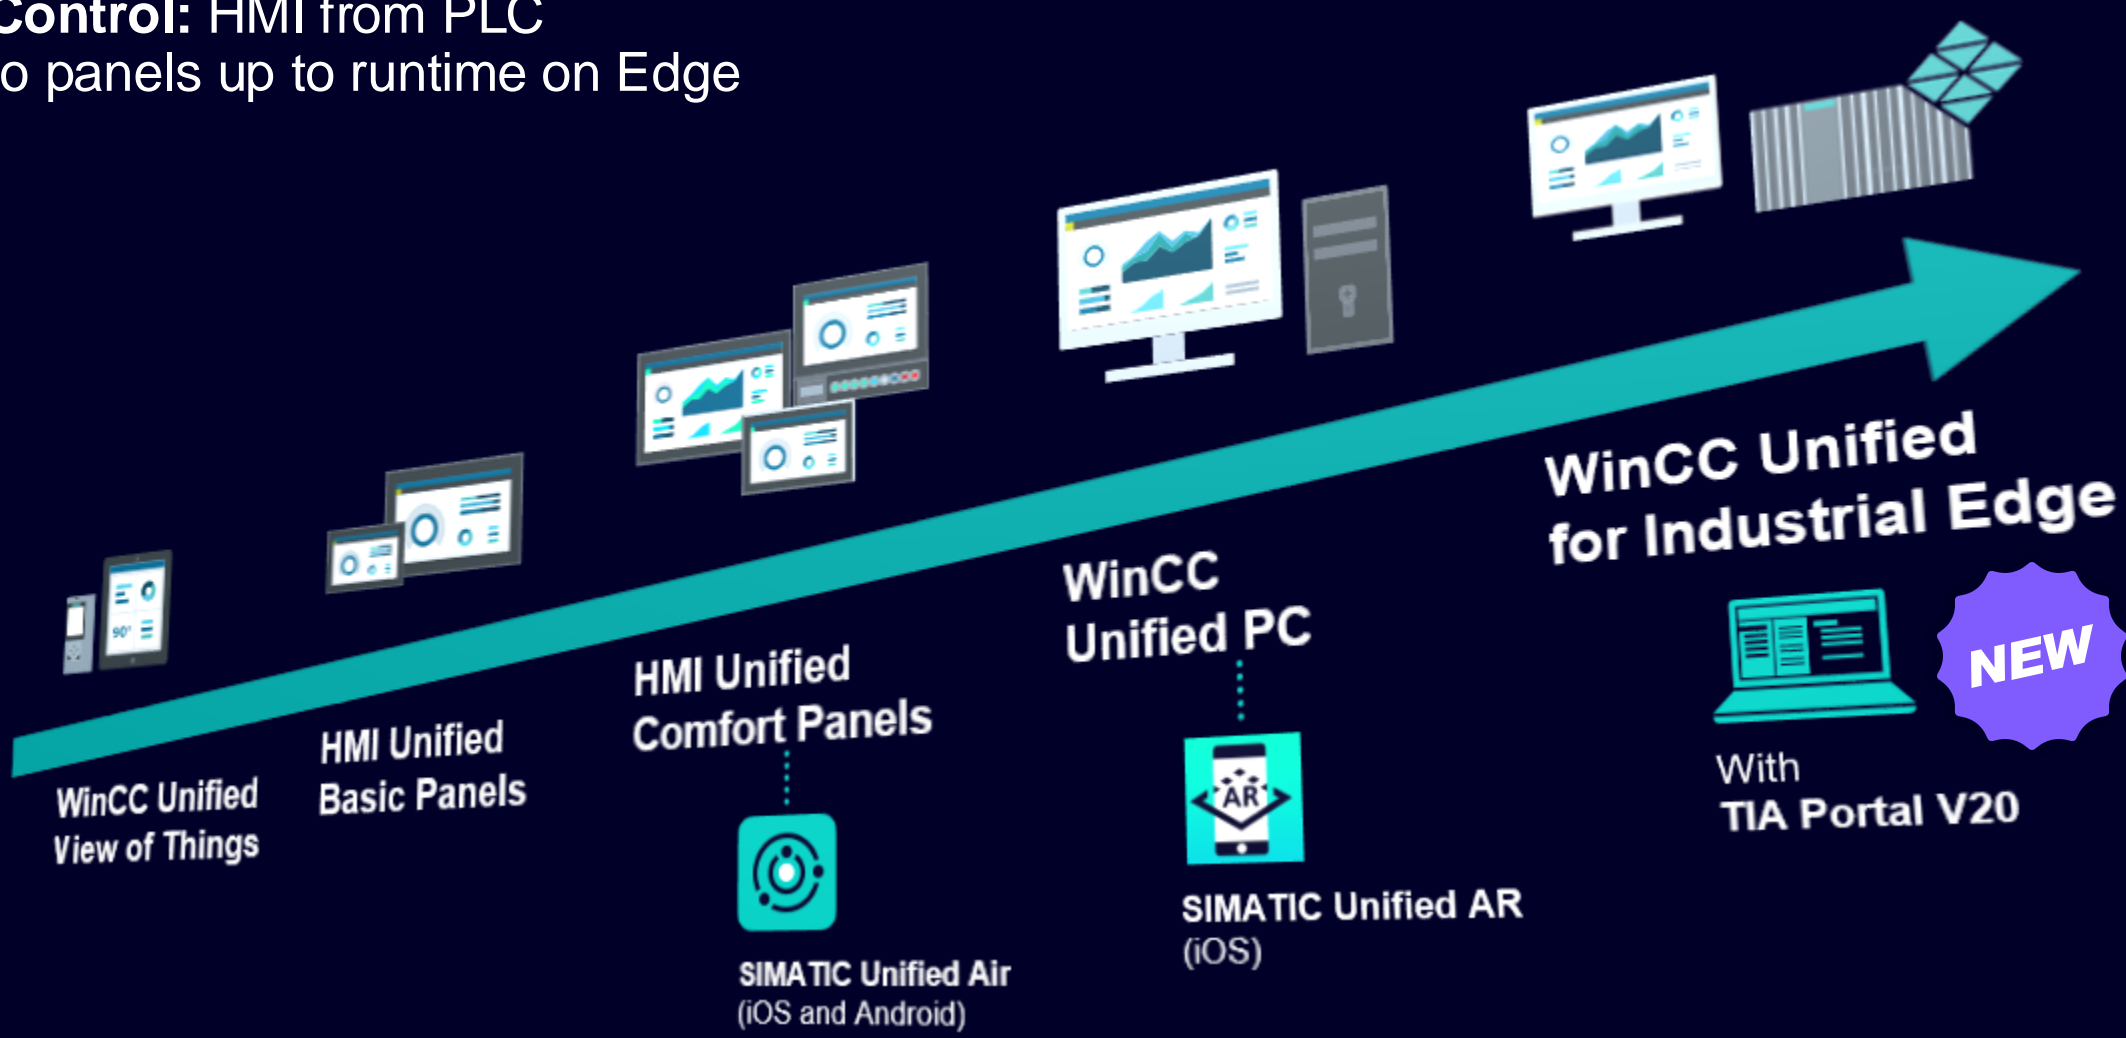 Control: HMI from PLC
o panels up to runtime on Edge
WinCC Unified
View of Things
HMI Unified
Basic Panels
HMI Unified
Comfort Panels
SIMATIC Unified Air
(iOS and Android)
WinCC
Unified PC
AR
SIMATIC Unified AR
(iOS)
WinCC Unified
for Industrial Edge
NEW
With
TIA Portal V20
90°